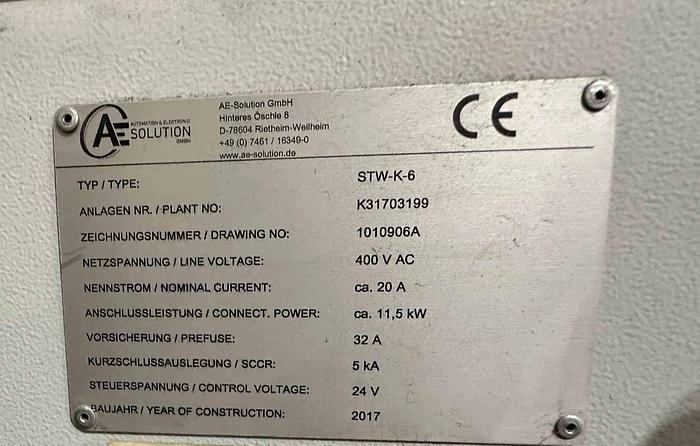 AE
AUTOMATION & ELECTRONIC
SOLUTION
GMBH
AE-Solution GmbH
Hinteres Öschle 8
D-78604 Rietheim-Weilheim
+49 (0) 7461 / 16349-0
www.ae-solution.de
CE
TYP / TYPE: STW-K-6
ANLAGEN NR. / PLANT NO: K31703199
ZEICHNUNGSNUMMER / DRAWING NO: 1010906A
NETZSPANNUNG / LINE VOLTAGE: 400 V AC
NENNSTROM / NOMINAL CURRENT: ca. 20 A
ANSCHLUSSLEISTUNG / CONNECT. POWER: ca. 11,5 kW
VORSICHERUNG / PREFUSE: 32 A
KURZSCHLUSSAUSLEGUNG / SCCR: 5 kA
STEUERSPANNUNG / CONTROL VOLTAGE: 24 V
BAUJAHR / YEAR OF CONSTRUCTION: 2017